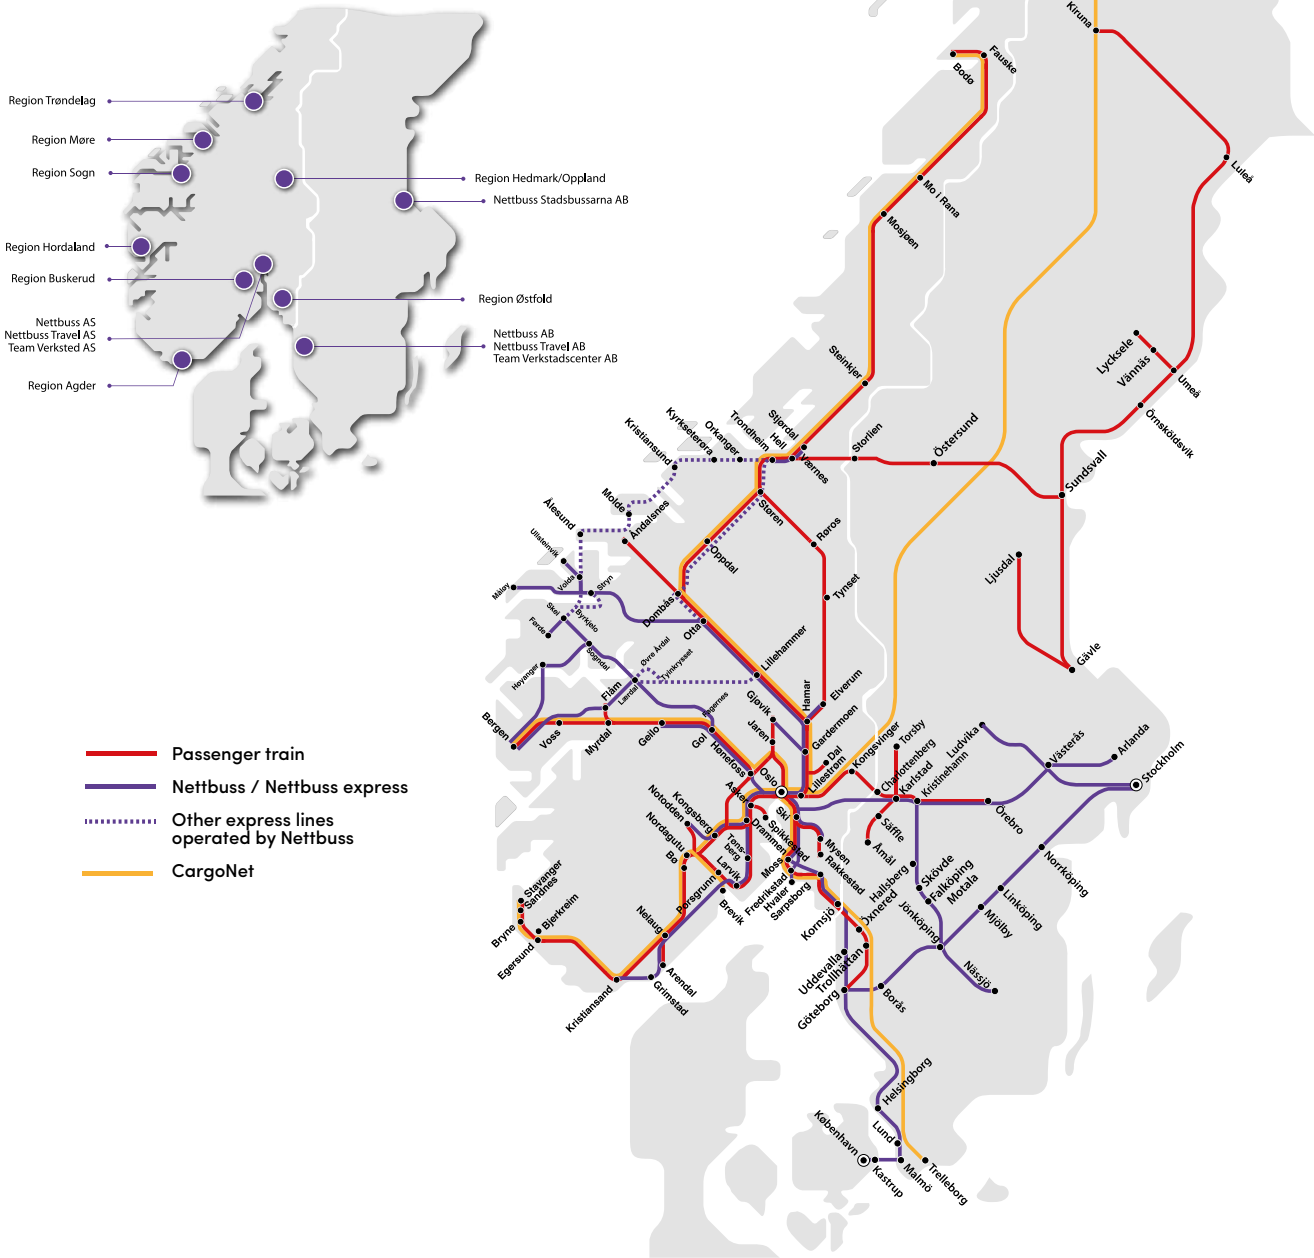 Region Trøndelag
Region Møre
Region Sogn
Region Hordaland
Region Buskerud
Nettbuss AS
Nettbuss Travel AS
Team Verksted AS
Region Agder
Region Hedmark/Oppland
Nettbuss Stadsbussarna AB
Region Østfold
Nettbuss AB
Nettbuss Travel AB
Team Verkstadscenter AB
Passenger train
Nettbuss / Nettbuss express
Other express lines
operated by Nettbuss
CargoNet
Kiruna
Fauske
Bodø
Luleå
Mo i Rana
Mosjøen
Lycksele
Vännäs
Umeå
Örnsköldsvik
Steinkjer
Stjørdal
Hell
Værnes
Trondheim
Orkanger
Kyrkseterøra
Kristiansund
Storlien
Östersund
Sundsvall
Støren
Molde
Åndalsnes
Ålesund
Røros
Oppdal
Ljusdal
Ullsteinvik
Volda
Stryn
Måløy
Tynset
Dombås
Otta
Skei
Byrkjelo
Førde
Sogndal
Høyanger
Øvre Årdal
Tyinkrysset
Lærdal
Flåm
Lillehammer
Gävle
Elverum
Hamar
Gjøvik
Jaren
Fagernes
Bergen
Voss
Myrdal
Geilo
Gol
Hønefoss
Gardermoen
Dal
Kongsvinger
Torsby
Ludvika
Västerås
Arlanda
Stockholm
Oslo
Lillestrøm
Charlottenberg
Karlstad
Kristinehamn
Örebro
Asker
Ski
Spikkestad
Drammen
Kongsberg
Notodden
Nordagutu
Bø
Tøns-
berg
Larvik
Porsgrunn
Brevik
Moss
Fredrikstad
Hvaler
Sarpsborg
Mysen
Rakkestad
Säffle
Åmål
Hallsberg
Skövde
Falköping
Motala
Norrköping
Linköping
Mjölby
Jönköping
Nässjö
Kornsjø
Öxnered
Uddevalla
Trollhättan
Göteborg
Borås
Stavanger
Sandnes
Bryne
Bjerkreim
Egersund
Nelaug
Arendal
Grimstad
Kristiansand
Helsingborg
Lund
København
Kastrup
Malmö
Trelleborg